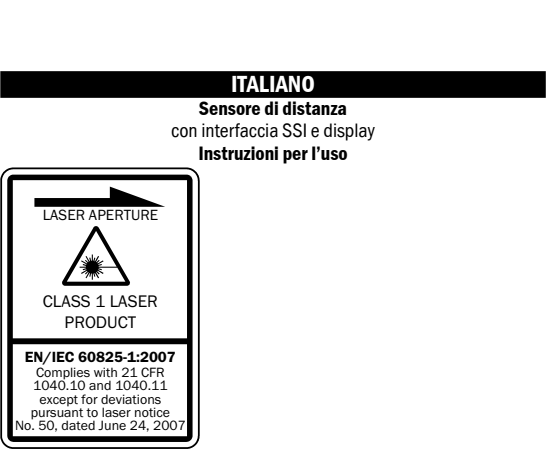 ITALIANO
Sensore di distanza
con interfaccia SSI e display
Instruzioni per l'uso
LASER APERTURE
CLASS 1 LASER
PRODUCT
EN/IEC 60825-1:2007
Complies with 21 CFR
1040.10 and 1040.11
except for deviations
pursuant to laser notice
No. 50, dated June 24, 2007